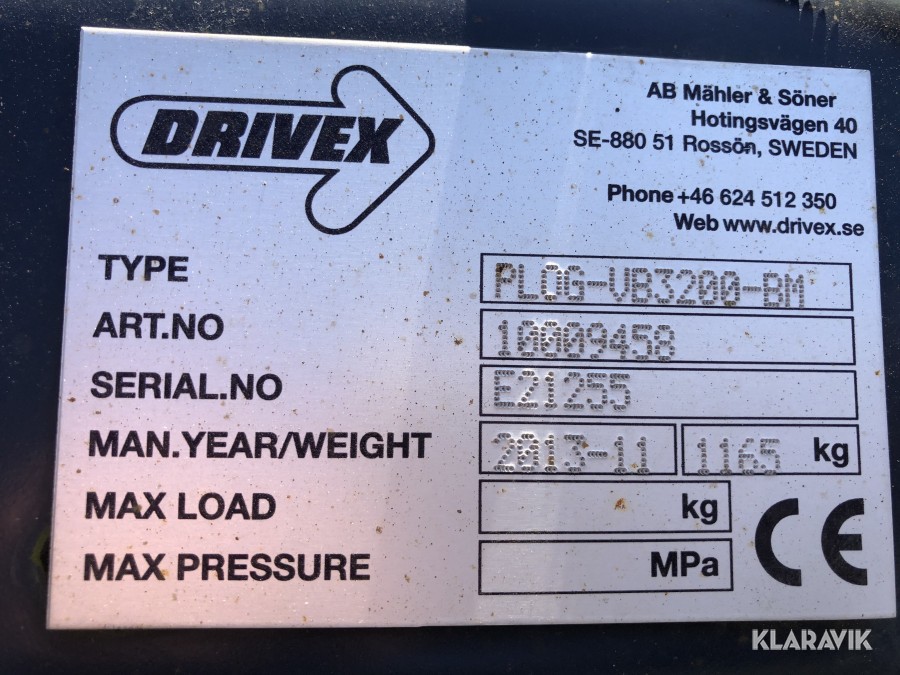 DRIVEX
AB Mähler & Söner
Hotingsvägen 40
SE-880 51 Rossön, SWEDEN
Phone +46 624 512 350
Web www.drivex.se
TYPE PLOG-VB3200-BM
ART.NO 10009458
SERIAL.NO E21255
MAN.YEAR/WEIGHT 2013-11 1165 kg
MAX LOAD kg
MAX PRESSURE MPa
CE
KLARAVIK